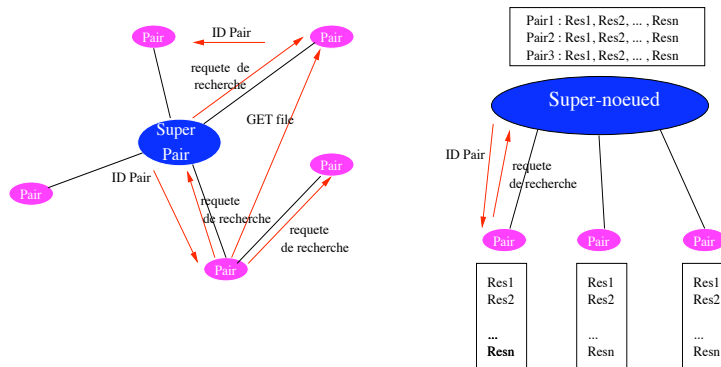 Pair
ID Pair
Pair
requete de
recherche
GET file
Super
Pair
Pair
ID Pair
requete
de recherche
Pair
requete
de recherche
Pair
Pair1 : Res1, Res2, ... , Resn
Pair2 : Res1, Res2, ... , Resn
Pair3 : Res1, Res2, ... , Resn
Super-noeued
ID Pair
requete
de recherche
Pair
Pair
Pair
Res1
Res2
...
Resn
Res1
Res2
...
Resn
Res1
Res2
...
Resn